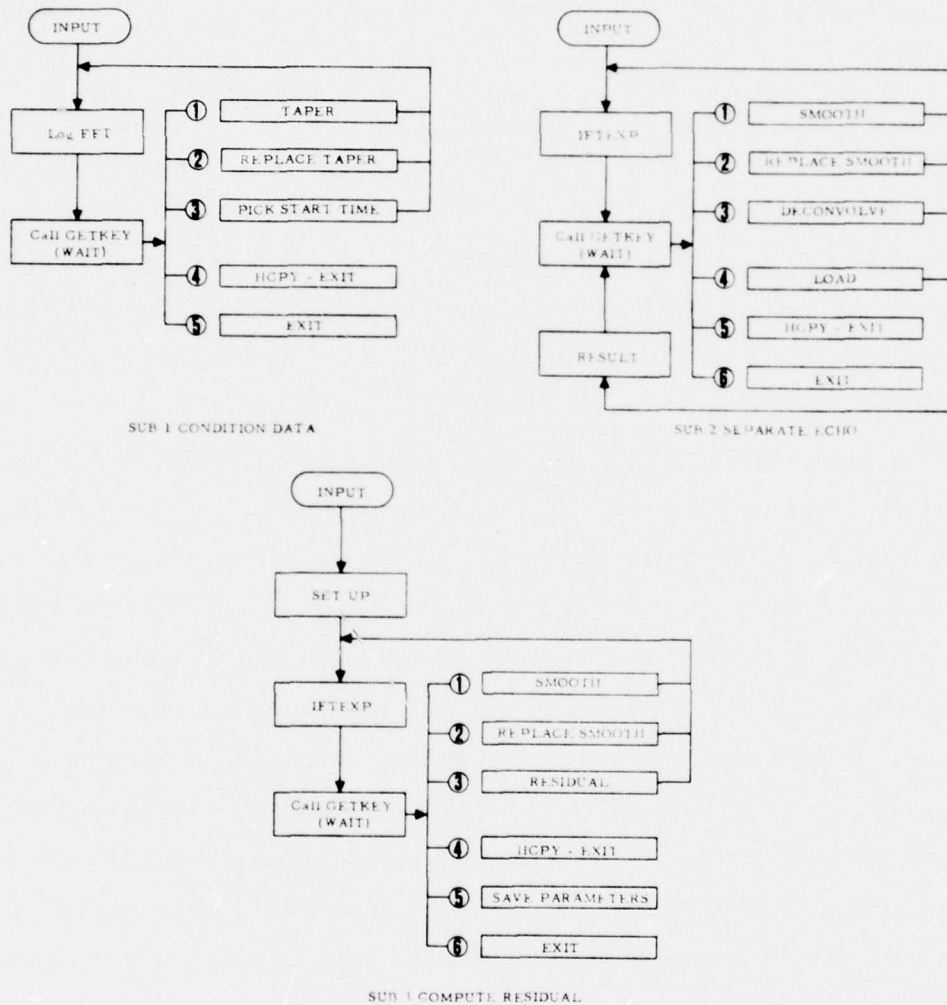 INPUT
Log FFT
Call GETKEY
(WAIT)
1 TAPER
2 REPLACE TAPER
3 PICK START TIME
4 HCPY - EXIT
5 EXIT
SUB 1 CONDITION DATA
INPUT
IFTEXP
Call GETKEY
(WAIT)
RESULT
1 SMOOTH
2 REPLACE SMOOTH
3 DECONVOLVE
4 LOAD
5 HCPY - EXIT
6 EXIT
SUB 2 SEPARATE ECHO
INPUT
SET UP
IFTEXP
Call GETKEY
(WAIT)
1 SMOOTH
2 REPLACE SMOOTH
3 RESIDUAL
4 HCPY - EXIT
5 SAVE PARAMETERS
6 EXIT
SUB 3 COMPUTE RESIDUAL